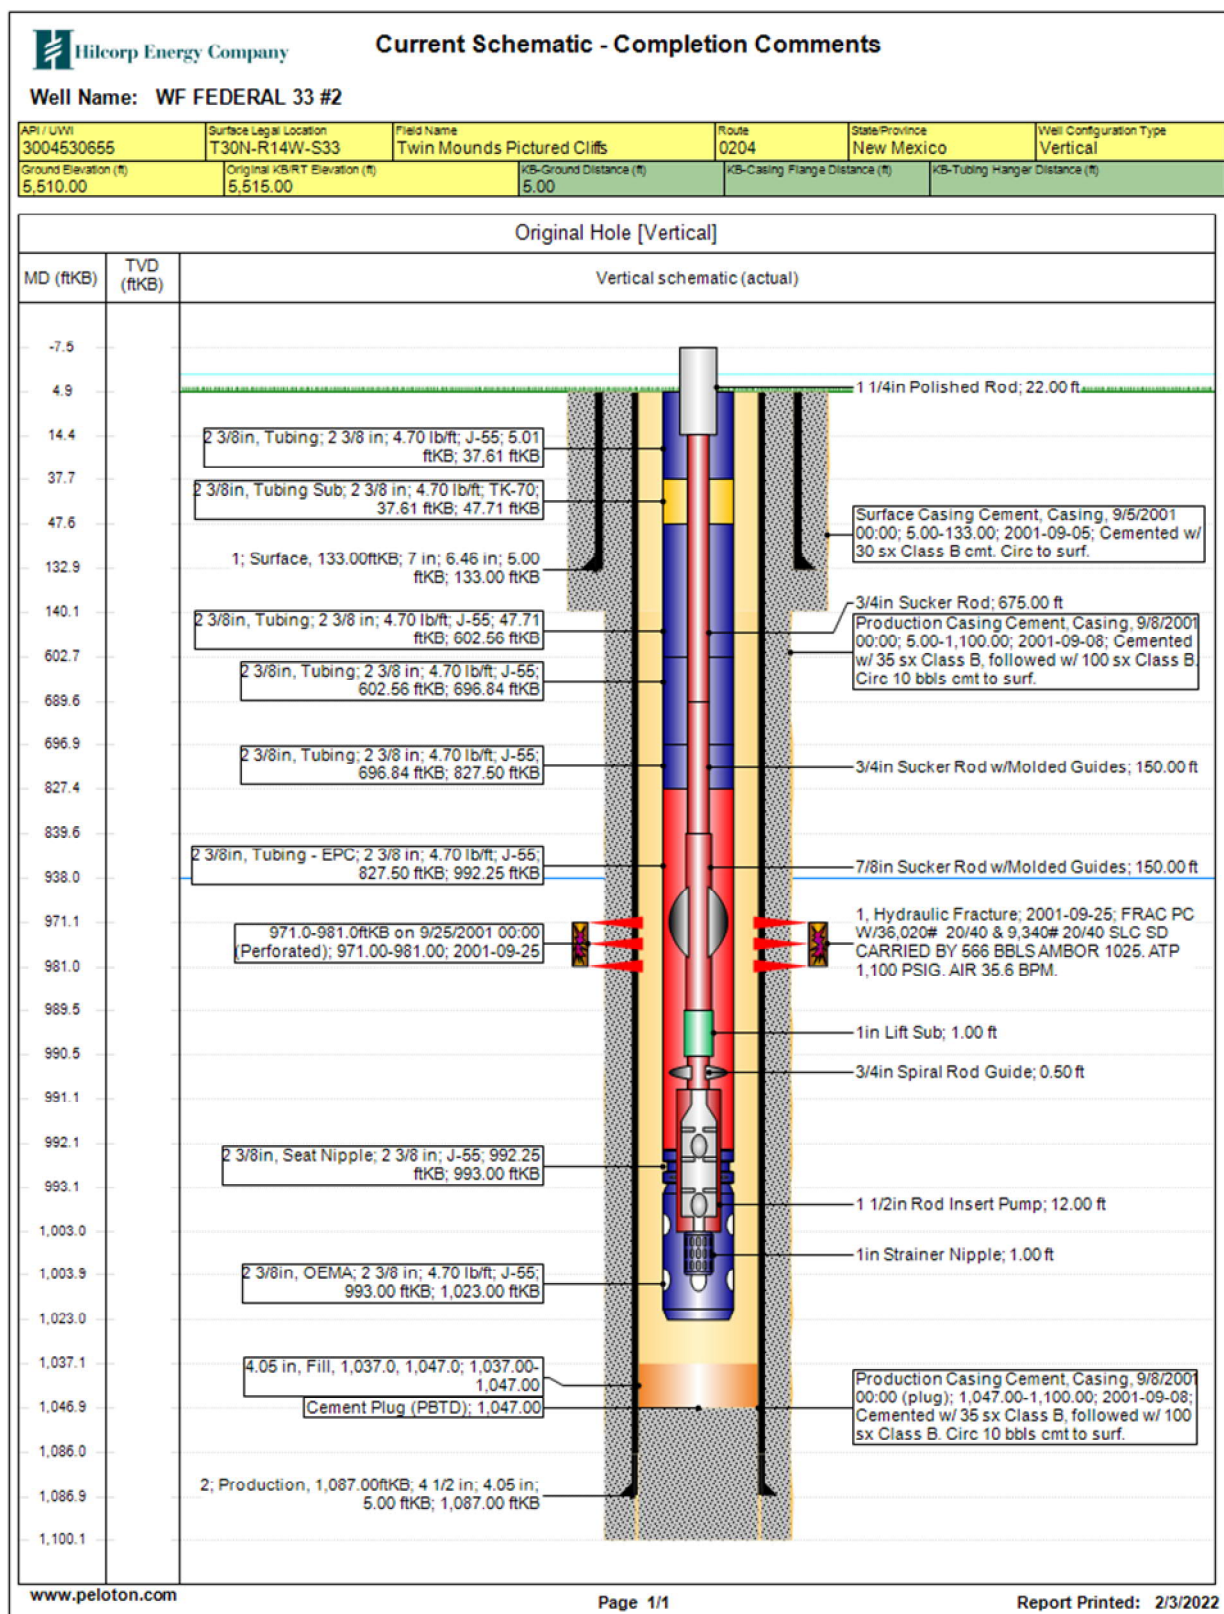 Hilcorp Energy Company
Current Schematic - Completion Comments
Well Name: WF FEDERAL 33 #2
API / UWI
3004530655
Surface Legal Location
T30N-R14W-S33
Field Name
Twin Mounds Pictured Cliffs
Route
0204
State/Province
New Mexico
Well Configuration Type
Vertical
Ground Elevation (ft)
5,510.00
Original KB/RT Elevation (ft)
5,515.00
KB-Ground Distance (ft)
5.00
KB-Casing Flange Distance (ft)
KB-Tubing Hanger Distance (ft)
Original Hole [Vertical]
MD (ftKB)
TVD
(ftKB)
Vertical schematic (actual)
-7.5
4.9
14.4
37.7
47.6
132.9
140.1
602.7
689.6
696.9
827.4
839.6
938.0
971.1
981.0
989.5
990.5
991.1
992.1
993.1
1,003.0
1,003.9
1,023.0
1,037.1
1,046.9
1,086.0
1,086.9
1,100.1
2 3/8in, Tubing; 2 3/8 in; 4.70 lb/ft; J-55; 5.01
ftKB; 37.61 ftKB
2 3/8in, Tubing Sub; 2 3/8 in; 4.70 lb/ft; TK-70;
37.61 ftKB; 47.71 ftKB
1; Surface, 133.00ftKB; 7 in; 6.46 in; 5.00
ftKB; 133.00 ftKB
2 3/8in, Tubing; 2 3/8 in; 4.70 lb/ft; J-55; 47.71
ftKB; 602.56 ftKB
2 3/8in, Tubing; 2 3/8 in; 4.70 lb/ft; J-55;
602.56 ftKB; 696.84 ftKB
2 3/8in, Tubing; 2 3/8 in; 4.70 lb/ft; J-55;
696.84 ftKB; 827.50 ftKB
2 3/8in, Tubing - EPC; 2 3/8 in; 4.70 lb/ft; J-55;
827.50 ftKB; 992.25 ftKB
971.0-981.0ftKB on 9/25/2001 00:00
(Perforated); 971.00-981.00; 2001-09-25
2 3/8in, Seat Nipple; 2 3/8 in; J-55; 992.25
ftKB; 993.00 ftKB
2 3/8in, OEMA; 2 3/8 in; 4.70 lb/ft; J-55;
993.00 ftKB; 1,023.00 ftKB
4.05 in, Fill, 1,037.0, 1,047.0; 1,037.00-
1,047.00
Cement Plug (PBTD); 1,047.00
2; Production, 1,087.00ftKB; 4 1/2 in; 4.05 in;
5.00 ftKB; 1,087.00 ftKB
1 1/4in Polished Rod; 22.00 ft
Surface Casing Cement, Casing, 9/5/2001
00:00; 5.00-133.00; 2001-09-05; Cemented w/
30 sx Class B cmt. Circ to surf.
3/4in Sucker Rod; 675.00 ft
Production Casing Cement, Casing, 9/8/2001
00:00; 5.00-1,100.00; 2001-09-08; Cemented
w/ 35 sx Class B, followed w/ 100 sx Class B.
Circ 10 bbls cmt to surf.
3/4in Sucker Rod w/Molded Guides; 150.00 ft
7/8in Sucker Rod w/Molded Guides; 150.00 ft
1, Hydraulic Fracture; 2001-09-25; FRAC PC
W/36,020# 20/40 & 9,340# 20/40 SLC SD
CARRIED BY 566 BBLS AMBOR 1025. ATP
1,100 PSIG. AIR 35.6 BPM.
1in Lift Sub; 1.00 ft
3/4in Spiral Rod Guide; 0.50 ft
1 1/2in Rod Insert Pump; 12.00 ft
1in Strainer Nipple; 1.00 ft
Production Casing Cement, Casing, 9/8/2001
00:00 (plug); 1,047.00-1,100.00; 2001-09-08;
Cemented w/ 35 sx Class B, followed w/ 100
sx Class B. Circ 10 bbls cmt to surf.
www.peloton.com
Page 1/1
Report Printed: 2/3/2022